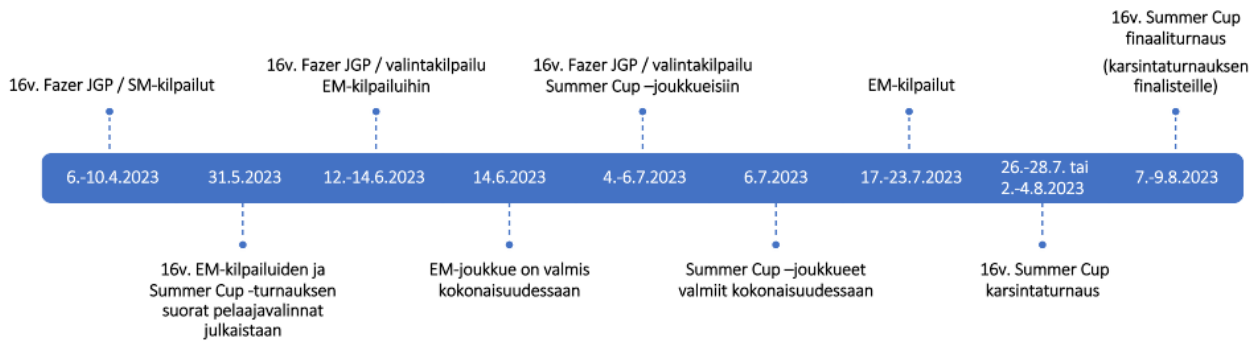 16v. Fazer JGP / SM-kilpailut
16v. Fazer JGP / valintakilpailu
EM-kilpailuihin
16v. Fazer JGP / valintakilpailu
Summer Cup –joukkueisiin
EM-kilpailut
16v. Summer Cup
finaaliturnaus
(karsintaturnauksen
finalisteille)
6.-10.4.2023
31.5.2023
12.-14.6.2023
14.6.2023
4.-6.7.2023
6.7.2023
17.-23.7.2023
26.-28.7. tai
2.-4.8.2023
7.-9.8.2023
16v. EM-kilpailuiden ja
Summer Cup -turnauksen
suorat pelaajavalinnat
julkaistaan
EM-joukkue on valmis
kokonaisuudessaan
Summer Cup –joukkueet
valmiit kokonaisuudessaan
16v. Summer Cup
karsintaturnaus